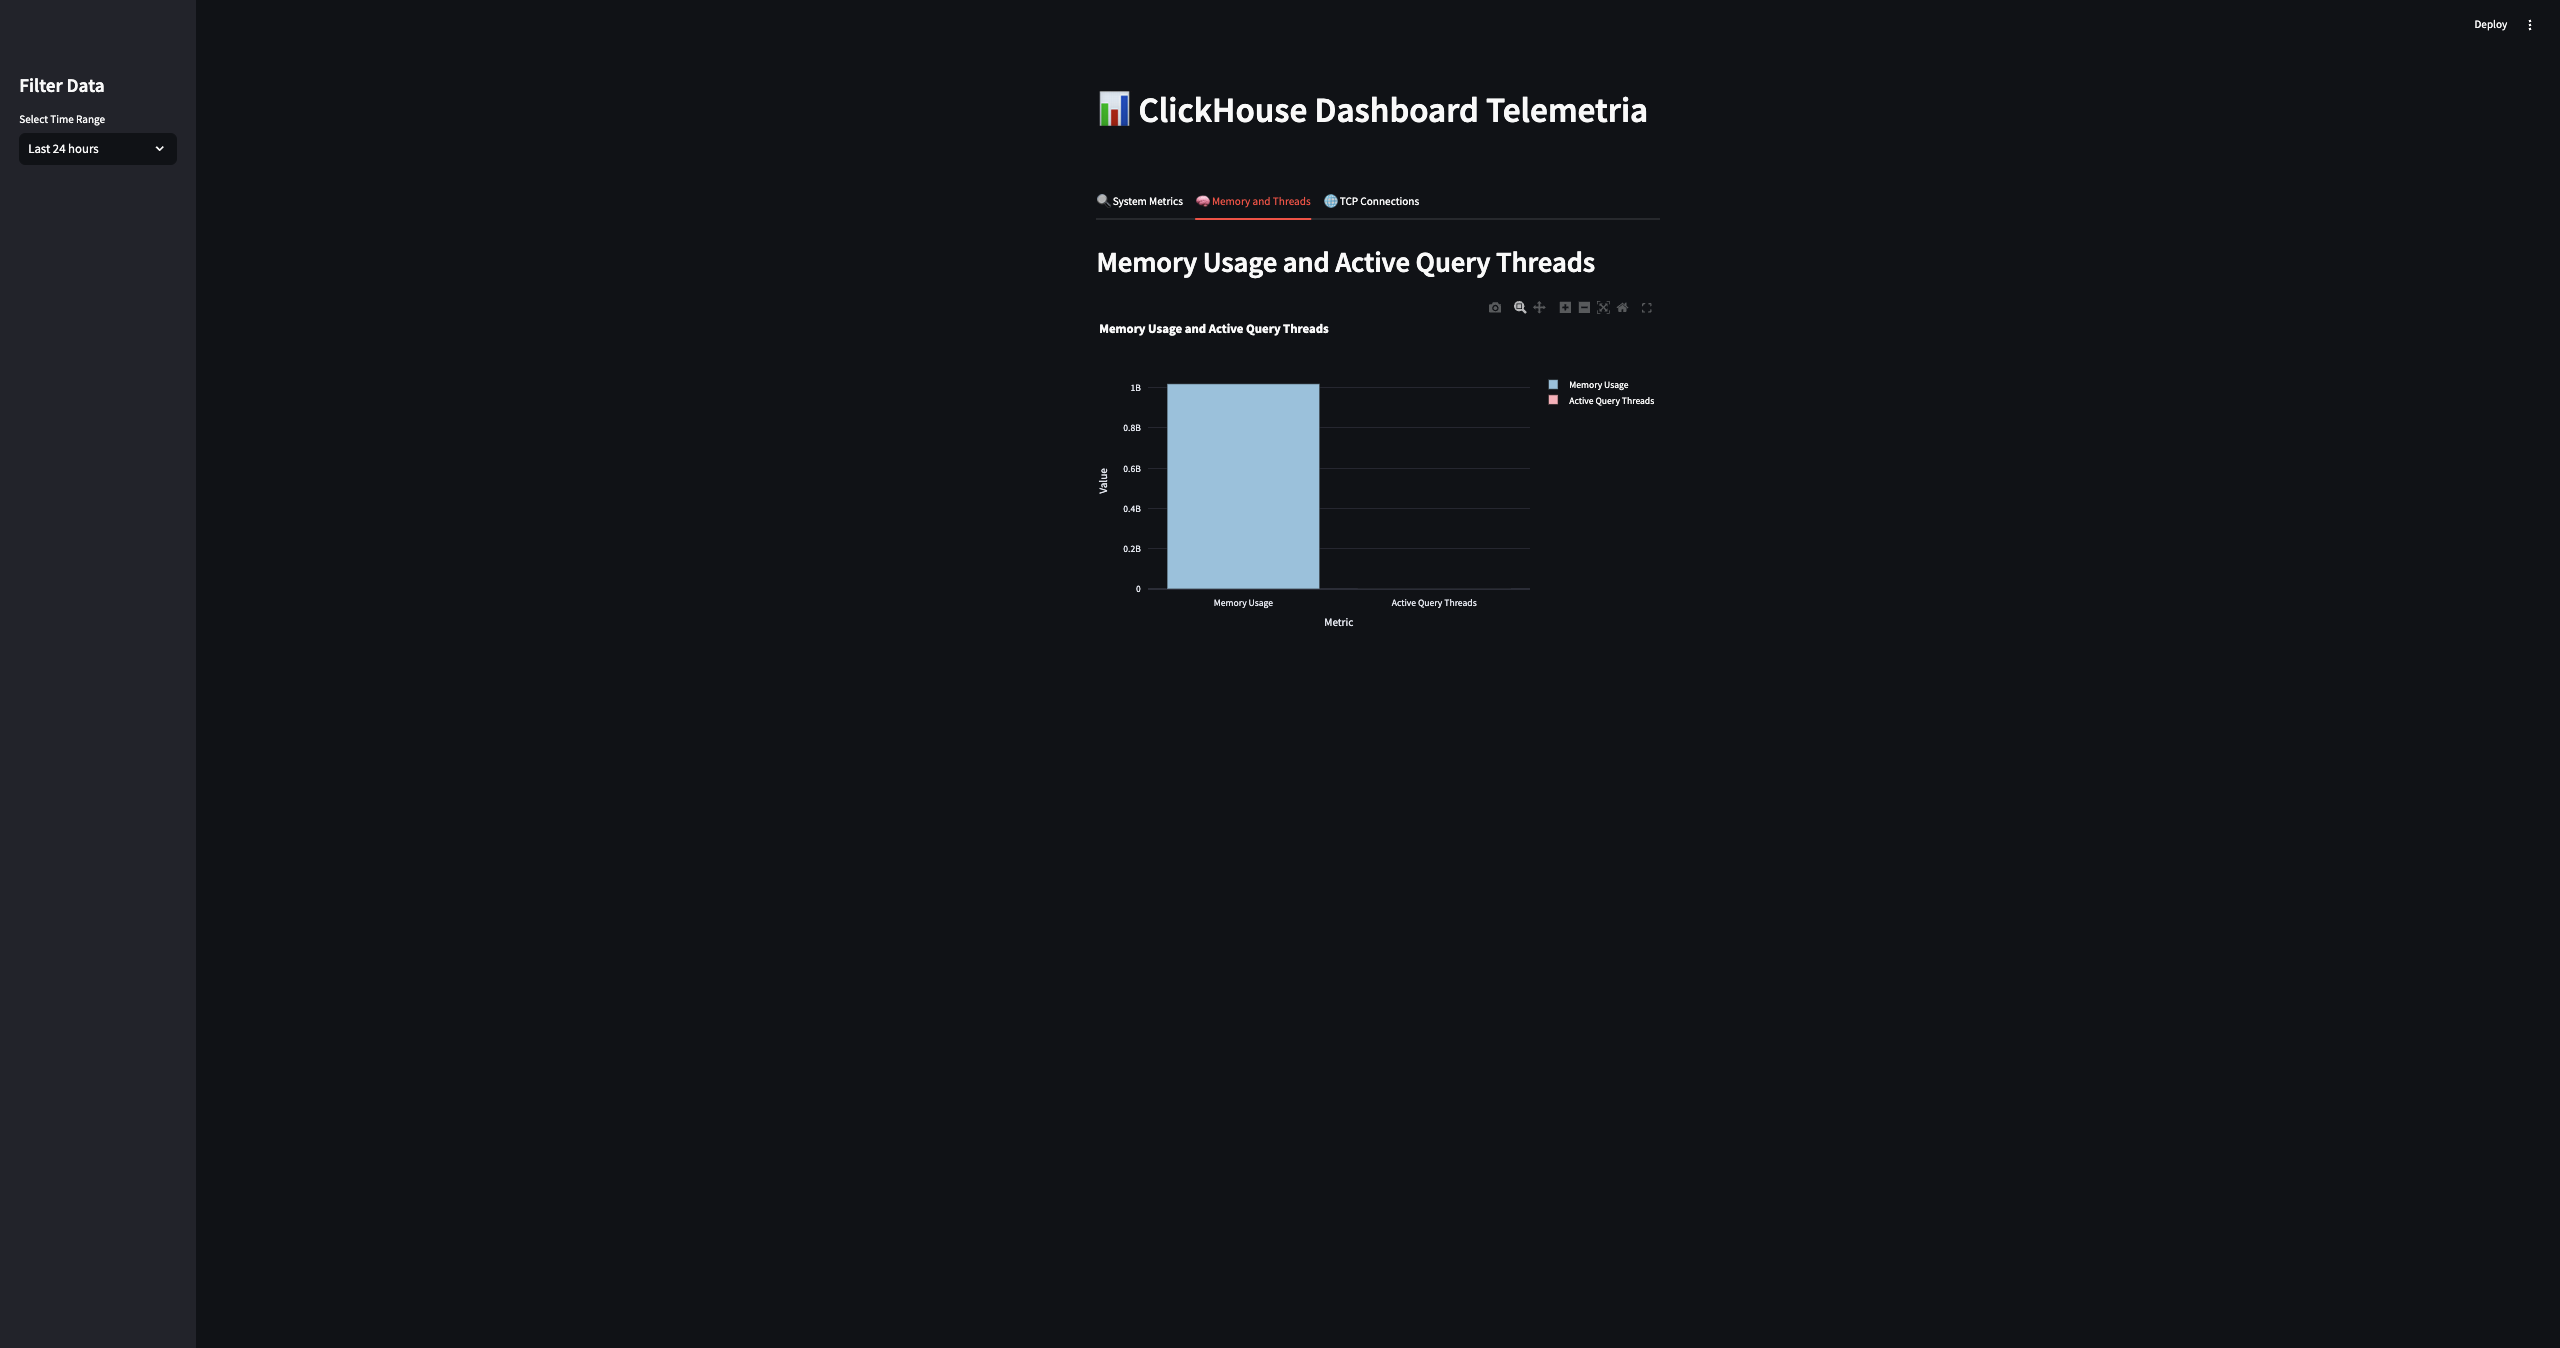 Deploy
Filter Data
Select Time Range
Last 24 hours
ClickHouse Dashboard Telemetria
System Metrics Memory and Threads TCP Connections
Memory Usage and Active Query Threads
Memory Usage and Active Query Threads
1B
0.8B
0.6B
0.4B
0.2B
0
Value
Memory Usage Active Query Threads
Metric
Memory Usage
Active Query Threads